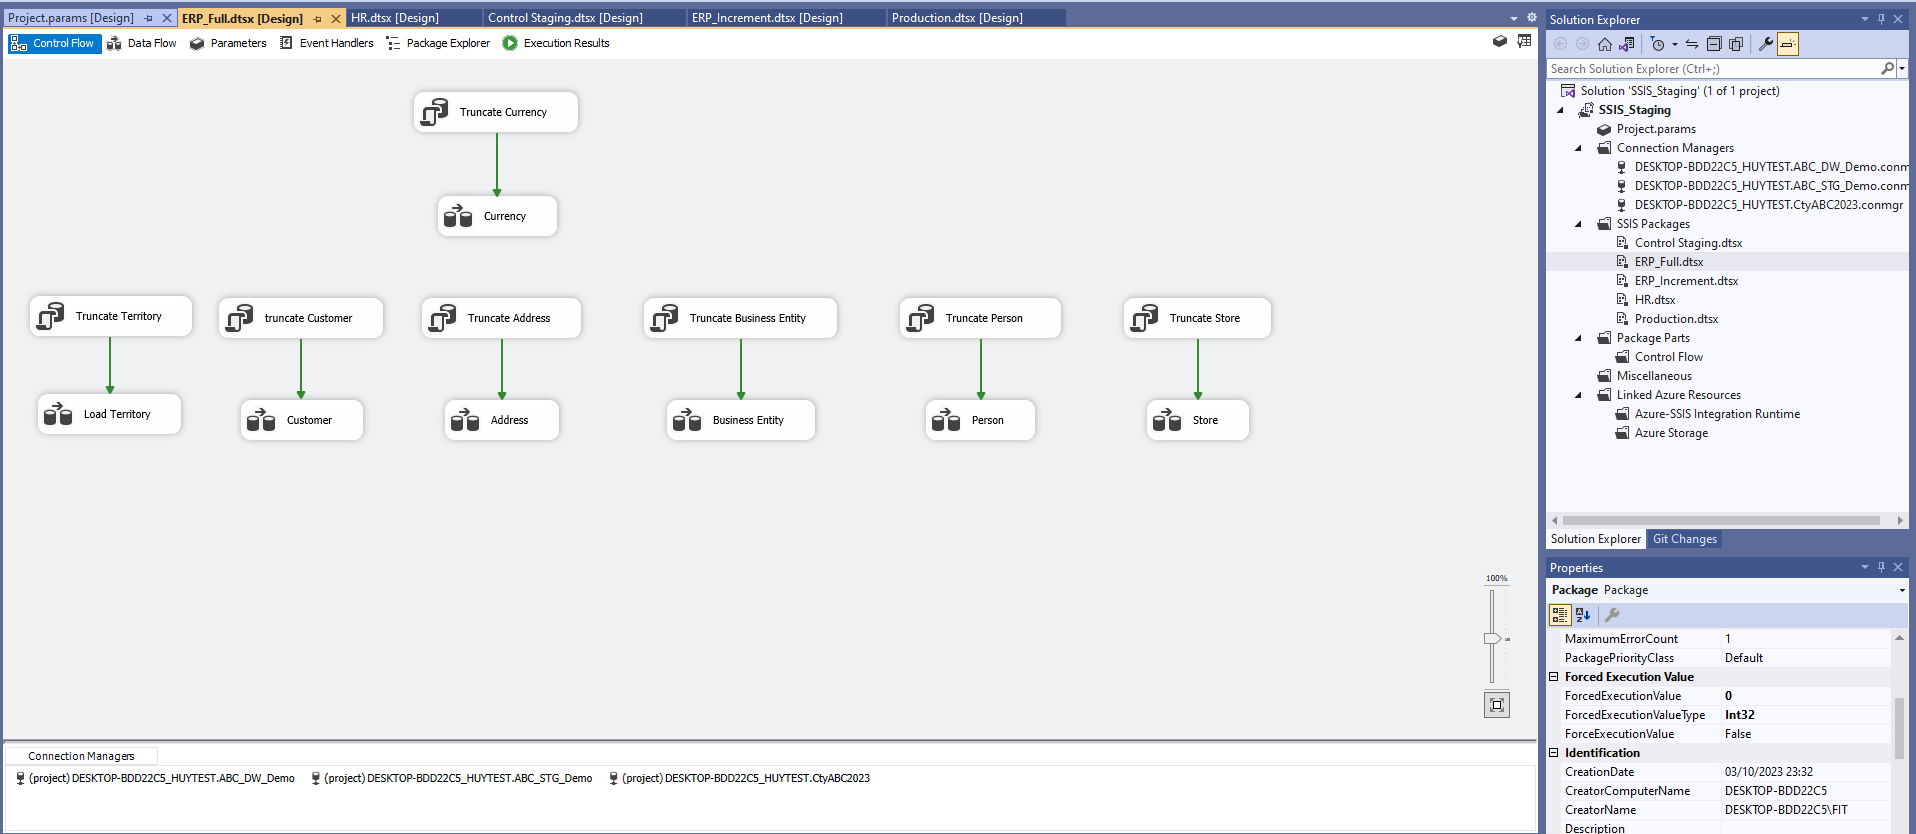 Project.params [Design]
ERP_Full.dtsx [Design]
HR.dtsx [Design]
Control Staging.dtsx [Design]
ERP_Increment.dtsx [Design]
Production.dtsx [Design]
Control Flow
Data Flow
Parameters
Event Handlers
Package Explorer
Execution Results
Truncate Currency
Currency
Truncate Territory
truncate Customer
Truncate Address
Truncate Business Entity
Truncate Person
Truncate Store
Load Territory
Customer
Address
Business Entity
Person
Store
100%
Connection Managers
(project) DESKTOP-BDD22C5_HUYTEST.ABC_DW_Demo
(project) DESKTOP-BDD22C5_HUYTEST.ABC_STG_Demo
(project) DESKTOP-BDD22C5_HUYTEST.CtyABC2023
Solution Explorer
Search Solution Explorer (Ctrl+;)
Solution 'SSIS_Staging' (1 of 1 project)
SSIS_Staging
Project.params
Connection Managers
DESKTOP-BDD22C5_HUYTEST.ABC_DW_Demo.conm
DESKTOP-BDD22C5_HUYTEST.ABC_STG_Demo.conm
DESKTOP-BDD22C5_HUYTEST.CtyABC2023.conmgr
SSIS Packages
Control Staging.dtsx
ERP_Full.dtsx
ERP_Increment.dtsx
HR.dtsx
Production.dtsx
Package Parts
Control Flow
Miscellaneous
Linked Azure Resources
Azure-SSIS Integration Runtime
Azure Storage
Solution Explorer
Git Changes
Properties
Package Package
MaximumErrorCount 1
PackagePriorityClass Default
Forced Execution Value
ForcedExecutionValue 0
ForcedExecutionValueType Int32
ForceExecutionValue False
Identification
CreationDate 03/10/2023 23:32
CreatorComputerName DESKTOP-BDD22C5
CreatorName DESKTOP-BDD22C5\FIT
Description